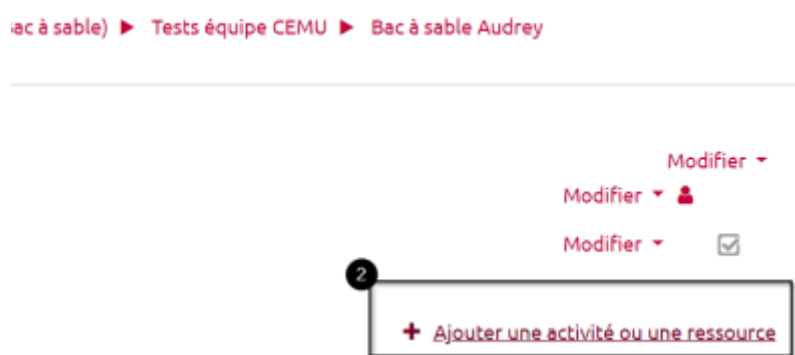 ac à sable) ▶ Tests équipe CEMU ▶ Bac à sable Audrey
Modifier
Modifier
Modifier
2
+ Ajouter une activité ou une ressource